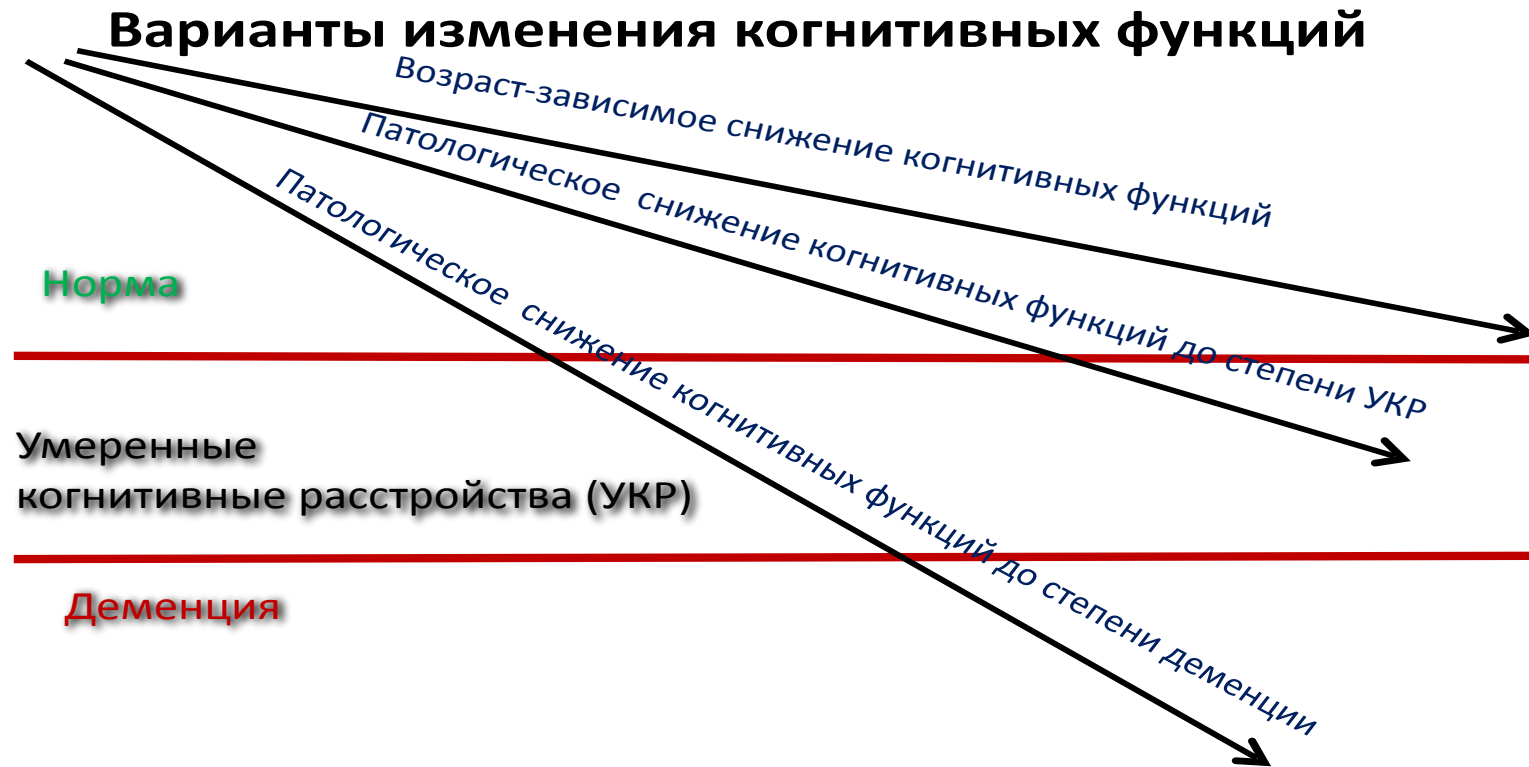 Варианты изменения когнитивных функций
Возраст-зависимое снижение когнитивных функций
Патологическое снижение когнитивных функций до степени УКР
Патологическое снижение когнитивных функций до степени деменции
Норма
Умеренные
когнитивные расстройства (УКР)
Деменция